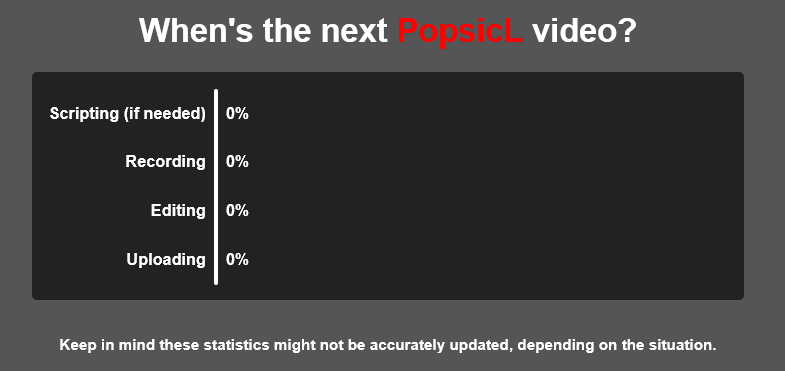 When's the next PopsicL video?
Scripting (if needed) 0%
Recording 0%
Editing 0%
Uploading 0%
Keep in mind these statistics might not be accurately updated, depending on the situation.